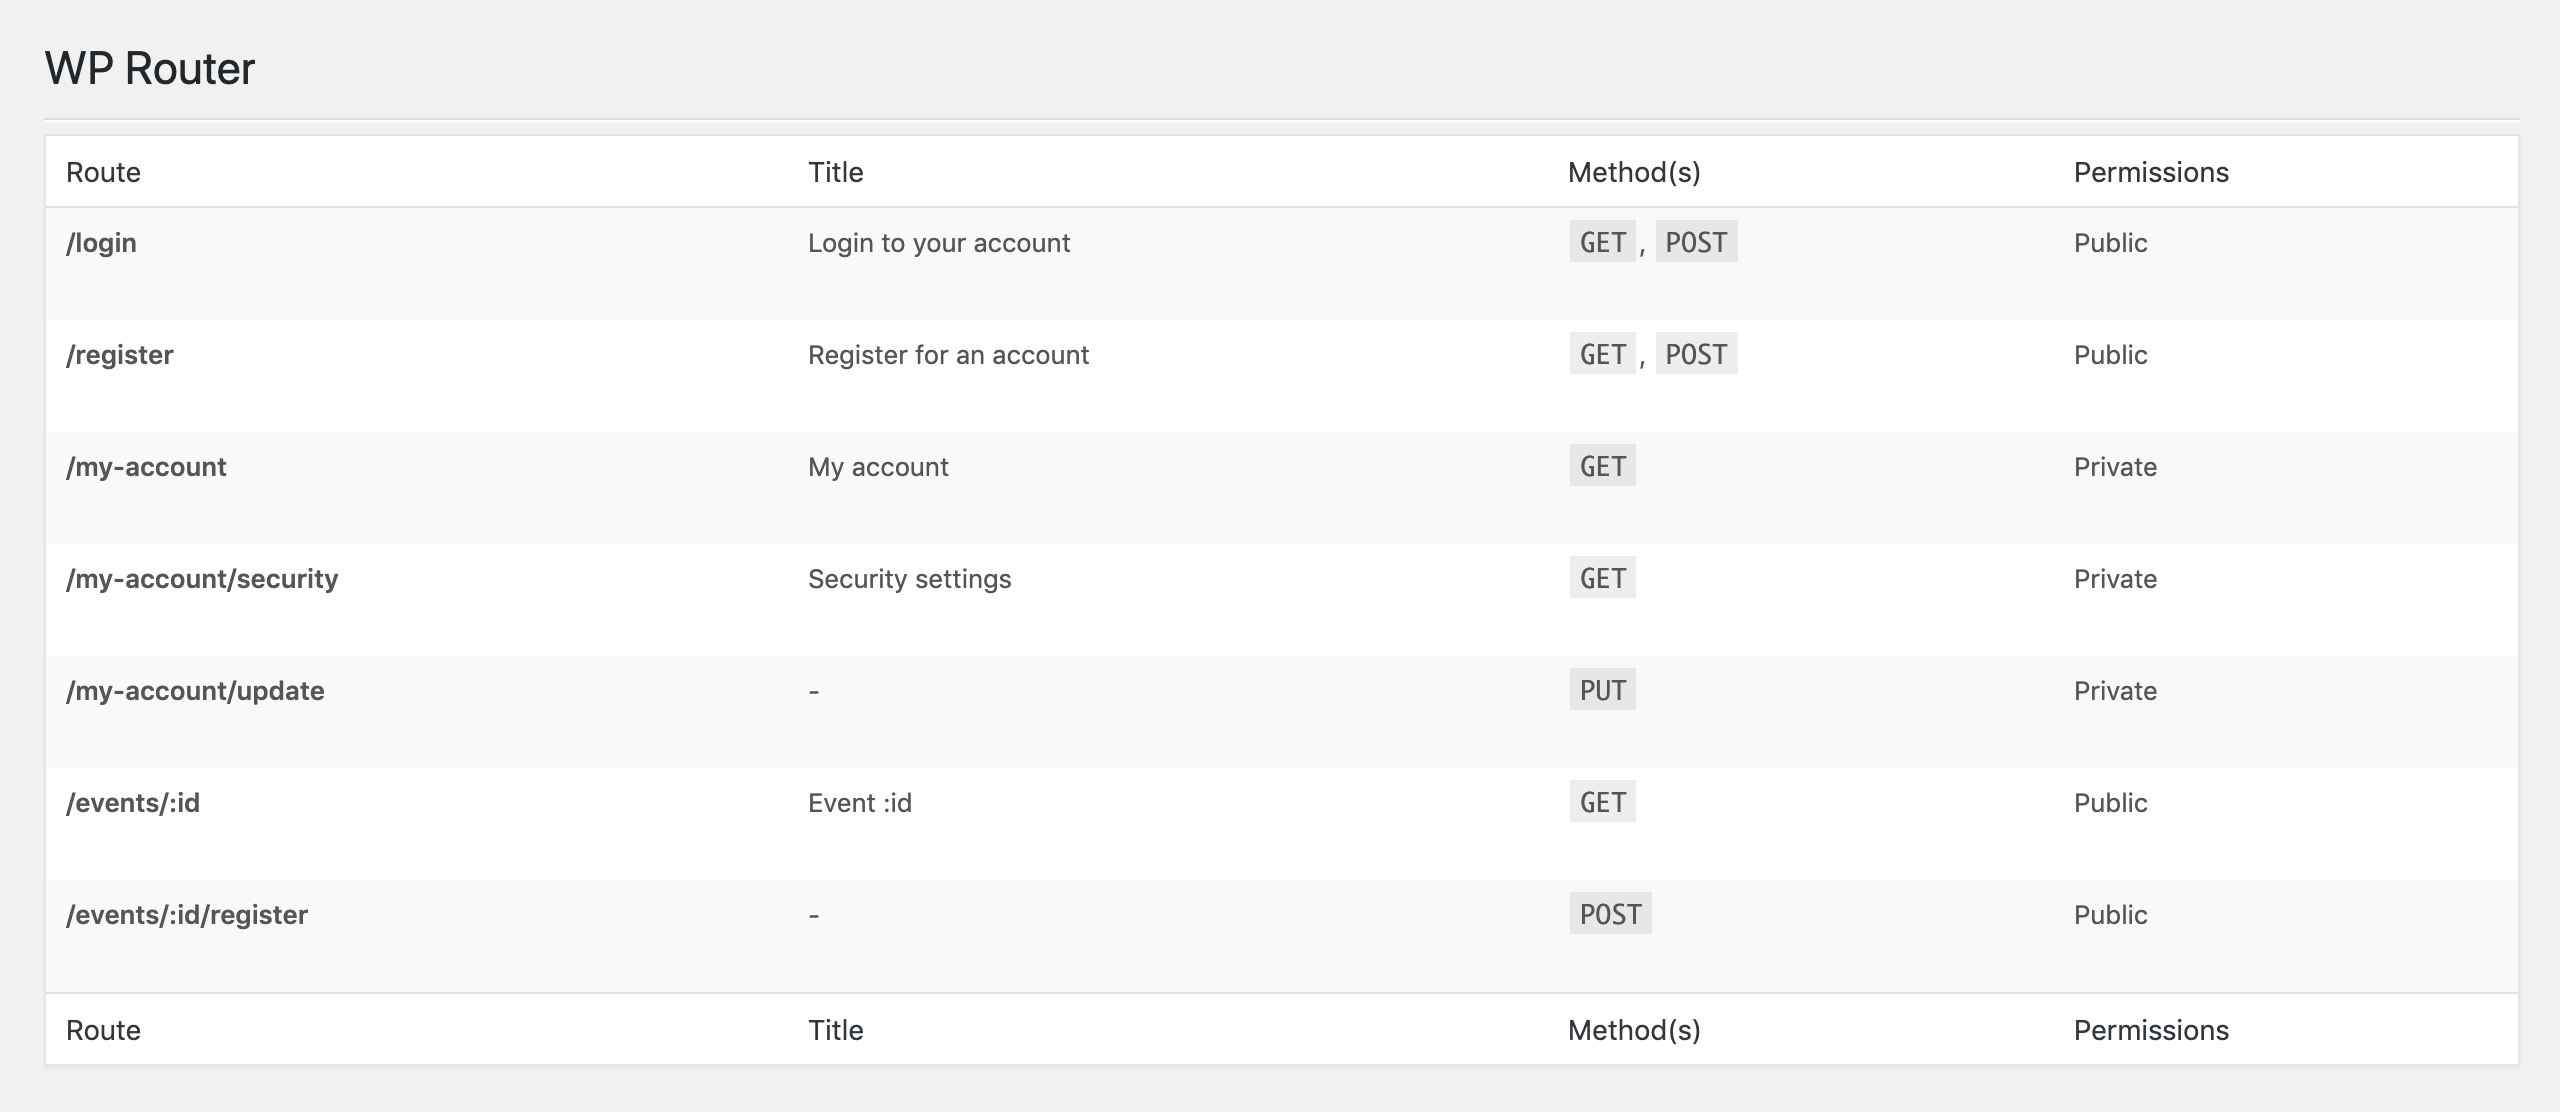 WP Router
Route Title Method(s) Permissions
/login Login to your account GET, POST Public
/register Register for an account GET, POST Public
/my-account My account GET Private
/my-account/security Security settings GET Private
/my-account/update - PUT Private
/events/:id Event :id GET Public
/events/:id/register - POST Public
Route Title Method(s) Permissions